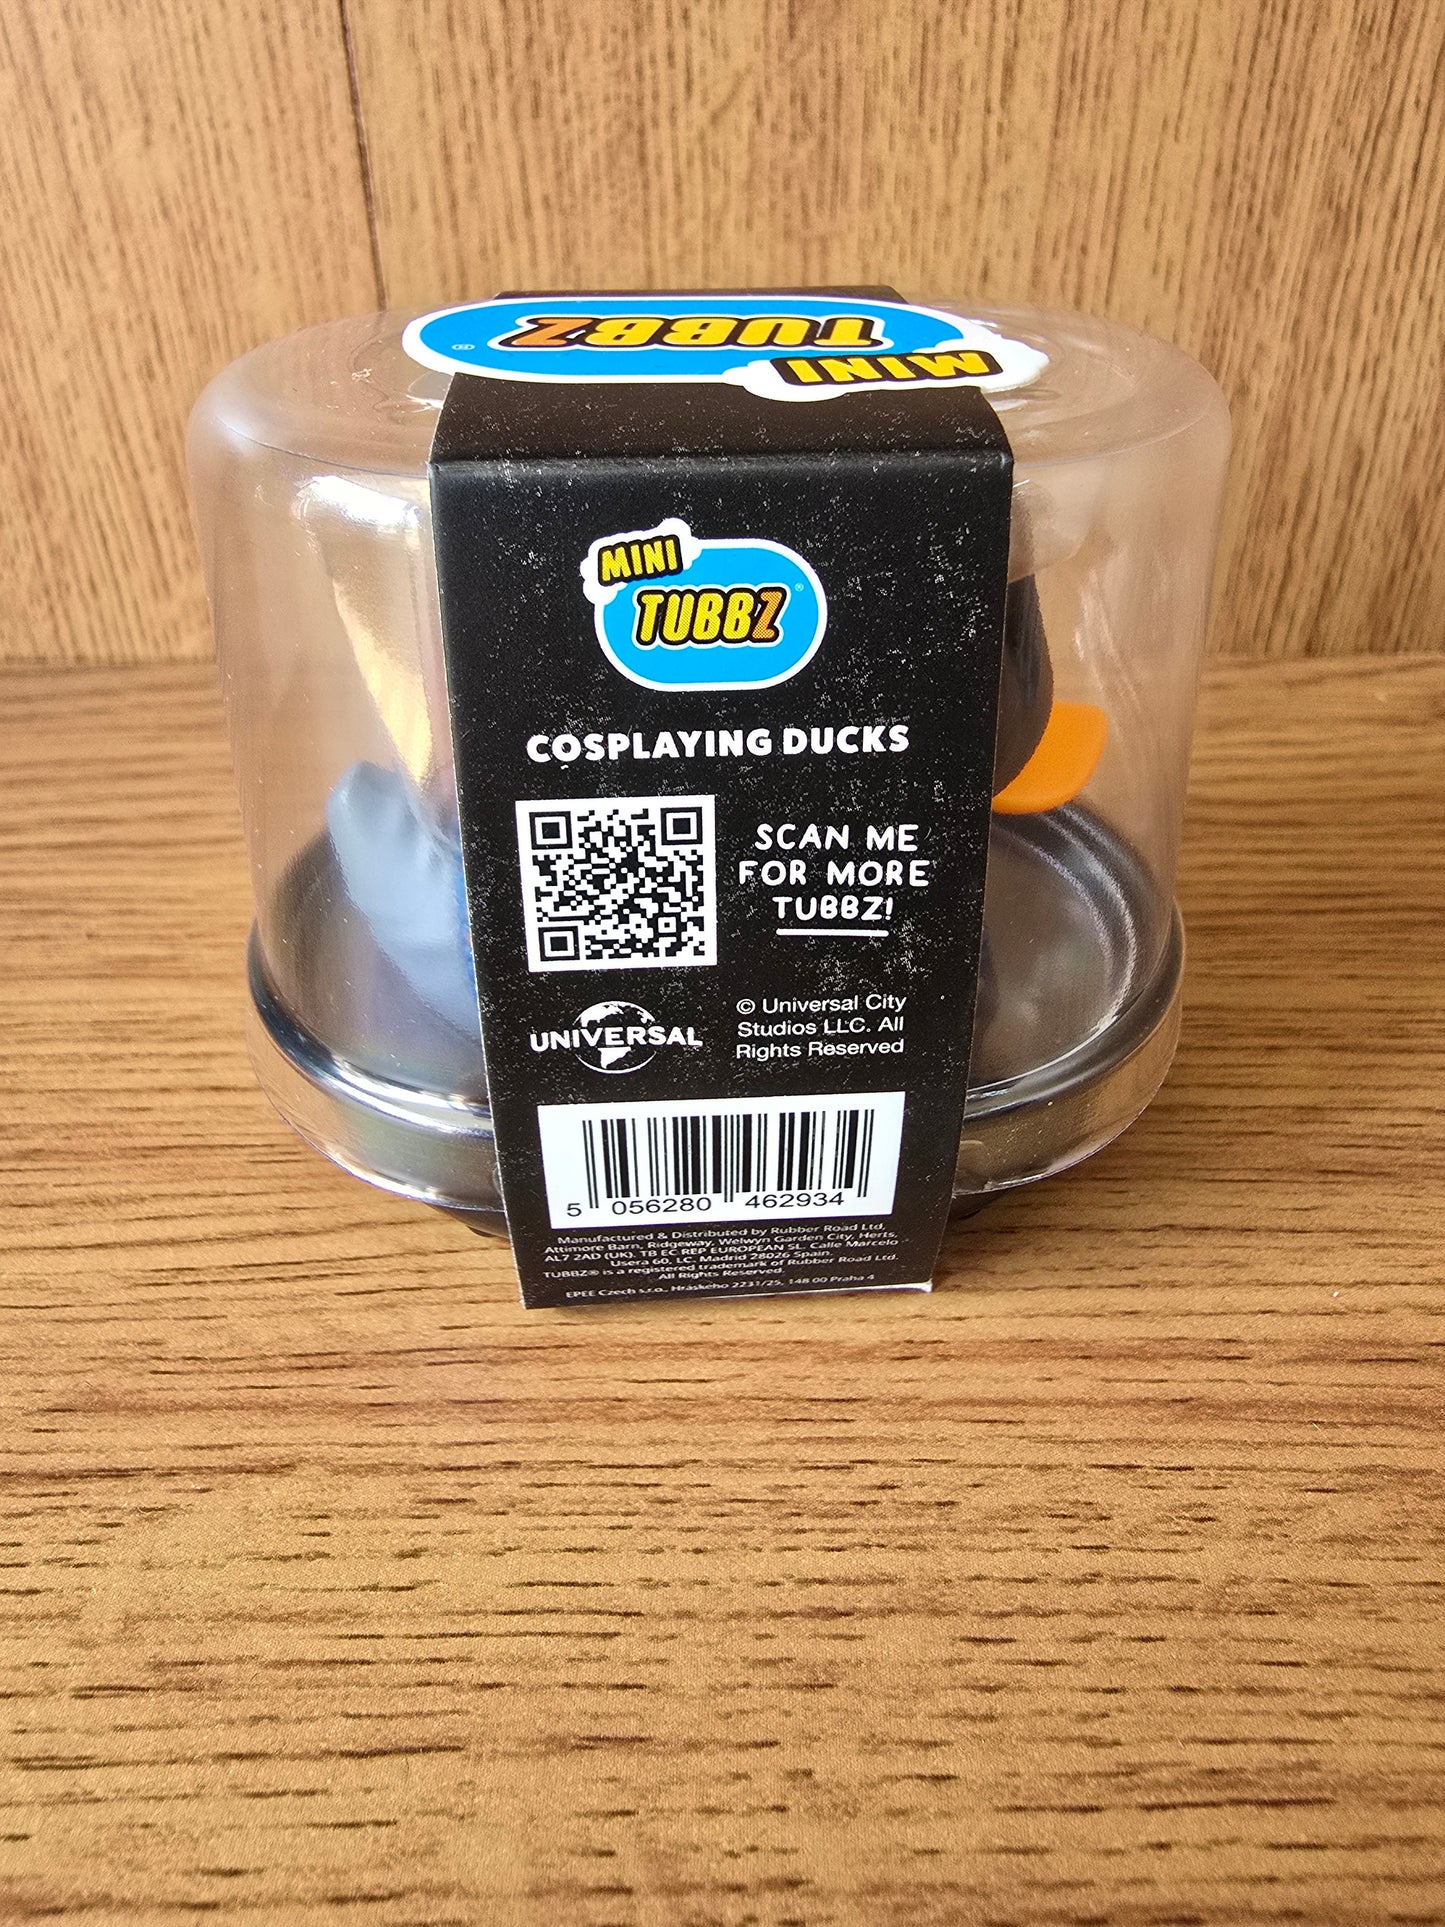 MINI
TUBBZ®
MINI
TUBBZ®
COSPLAYING DUCKS
SCAN ME
FOR MORE
TUBBZ!
UNIVERSAL
© Universal City
Studios LLC. All
Rights Reserved
5 056280 462934
Manufactured & Distributed by Rubber Road Ltd,
Attimore Barn, Ridgeway, Welwyn Garden City, Herts,
AL7 2AD (UK). TB EC REP EUROPEAN SL. Calle Marcelo
Usera 60, LC. Madrid 28026 Spain.
TUBBZ® is a registered trademark of Rubber Road Ltd.
All Rights Reserved.
EPEE Czech s.r.o., Hráského 2231/25, 148 00 Praha 4